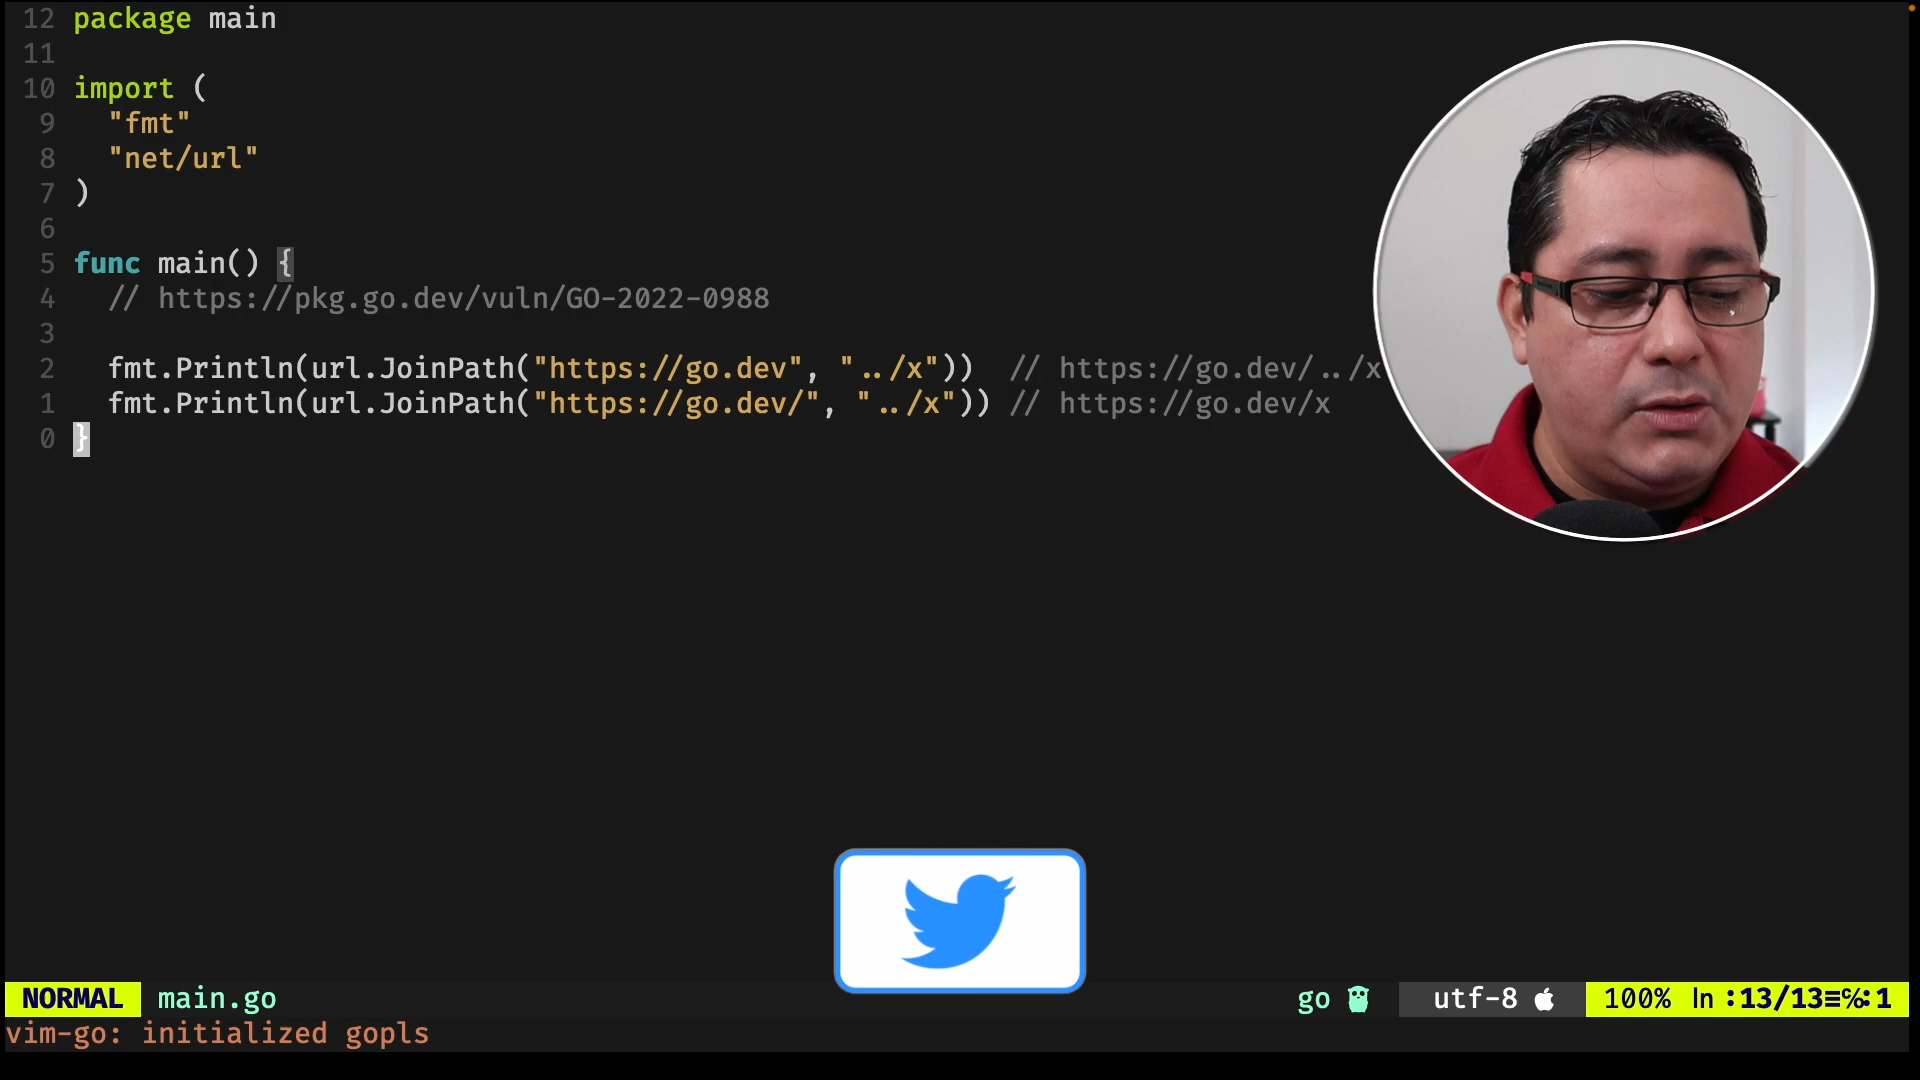 12 package main
11
10 import (
9 "fmt"
8 "net/url"
7 )
6
5 func main() {
4 // https://pkg.go.dev/vuln/GO-2022-0988
3
2 fmt.Println(url.JoinPath("https://go.dev", "../x")) // https://go.dev/../x
1 fmt.Println(url.JoinPath("https://go.dev/", "../x")) // https://go.dev/x
0 }
NORMAL main.go go utf-8 100% ln :13/13≡℅:1
vim-go: initialized gopls